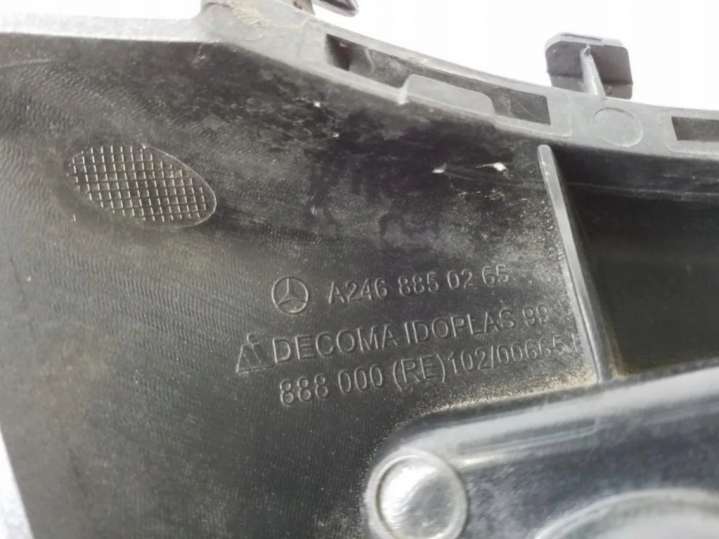 A246 885 02 65
DECOMA IDOPLAS 99
888 000 (RE) 102/00665